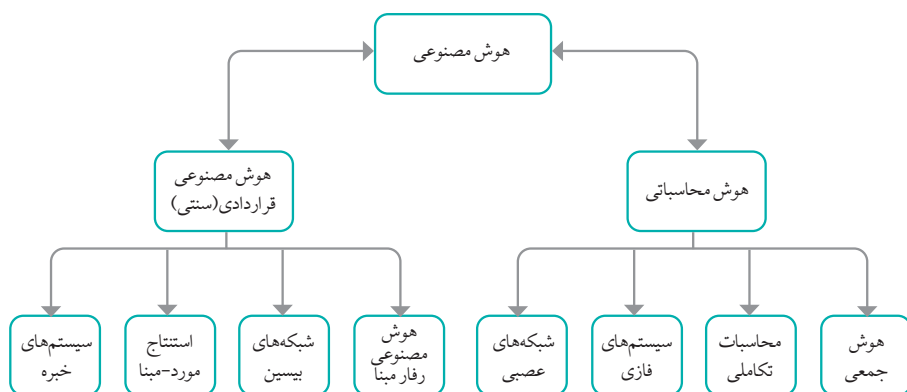 هوش مصنوعی
هوش محاسباتی
هوش مصنوعی
قراردادی(سنتی)
هوش
جمعی
محاسبات
تکاملی
سیستم‌های
فازی
شبکه‌های
عصبی
هوش
مصنوعی
رفار مبنا
شبکه‌های
بیسین
استنتاج
مورد-مبنا
سیستم‌های
خبره